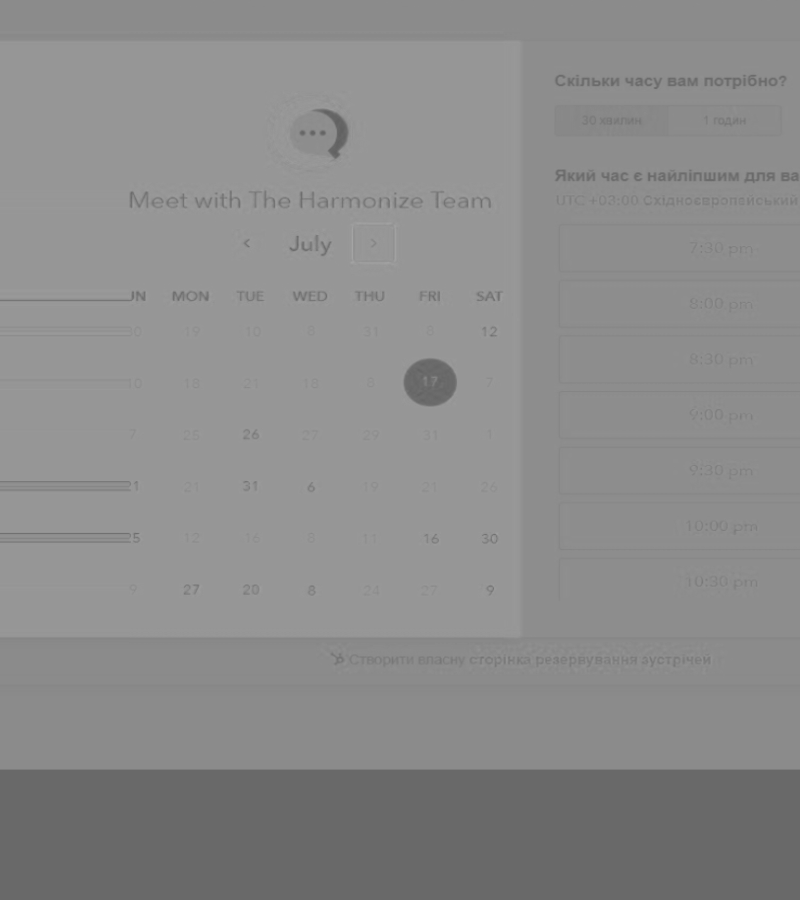 Meet with The Harmonize Team
July
UN MON TUE WED THU FRI SAT
30 19 10 8 31 8 12
10 18 21 18 8 17 7
7 25 26 27 29 31 1
21 21 31 6 19 21 26
25 12 16 8 11 16 30
9 27 20 8 24 27 9
Скільки часу вам потрібно?
30 хвилин 1 годин
Який час є найліпшим для ва
UTC +03:00 Східноєвропейський
7:30 pm
8:00 pm
8:30 pm
9:00 pm
9:30 pm
10:00 pm
10:30 pm
Створити власну сторінка резервування зустрічей